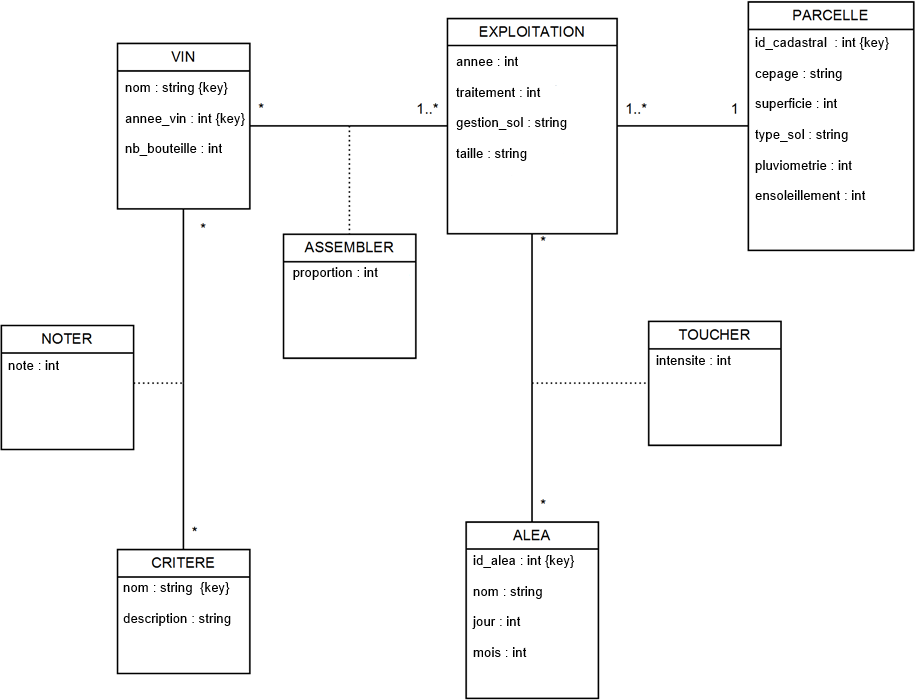 VIN
nom : string {key}
annee_vin : int {key}
nb_bouteille : int
*
1..*
EXPLOITATION
annee : int
traitement : int
gestion_sol : string
taille : string
1..*
1
PARCELLE
id_cadastral : int {key}
cepage : string
superficie : int
type_sol : string
pluviometrie : int
ensoleillement : int
*
*
ASSEMBLER
proportion : int
NOTER
note : int
TOUCHER
intensite : int
*
*
CRITERE
nom : string {key}
description : string
ALEA
id_alea : int {key}
nom : string
jour : int
mois : int